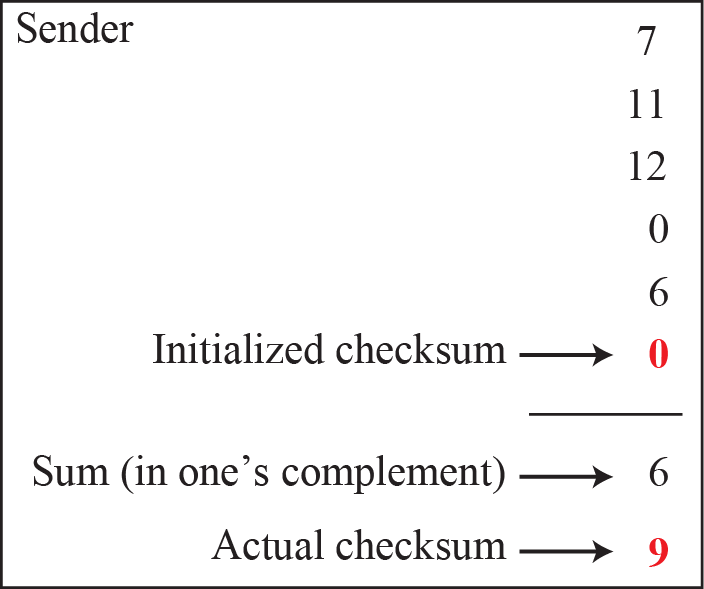 Sender
7
11
12
0
6
Initialized checksum 0
Sum (in one’s complement) 6
Actual checksum 9